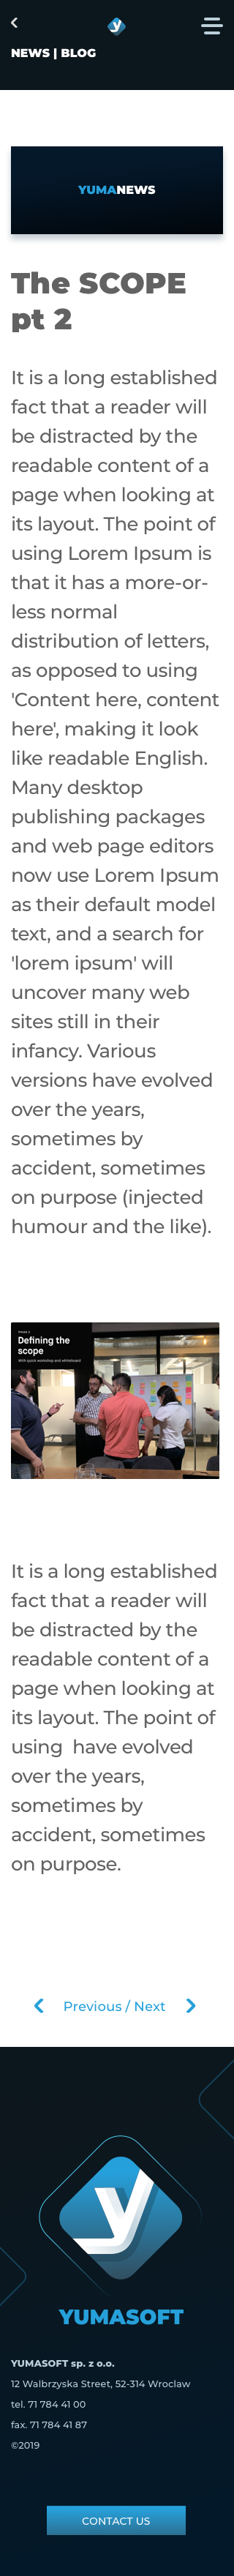 NEWS | BLOG
YUMANEWS
The SCOPE
pt 2
It is a long established
fact that a reader will
be distracted by the
readable content of a
page when looking at
its layout. The point of
using Lorem Ipsum is
that it has a more-or-
less normal
distribution of letters,
as opposed to using
'Content here, content
here', making it look
like readable English.
Many desktop
publishing packages
and web page editors
now use Lorem Ipsum
as their default model
text, and a search for
'lorem ipsum' will
uncover many web
sites still in their
infancy. Various
versions have evolved
over the years,
sometimes by
accident, sometimes
on purpose (injected
humour and the like).
Defining the
scope
With quick workshop and whiteboard
It is a long established
fact that a reader will
be distracted by the
readable content of a
page when looking at
its layout. The point of
using  have evolved
over the years,
sometimes by
accident, sometimes
on purpose.
Previous / Next
YUMASOFT
YUMASOFT sp. z o.o.
12 Walbrzyska Street, 52-314 Wroclaw
tel. 71 784 41 00
fax. 71 784 41 87
©2019
CONTACT US